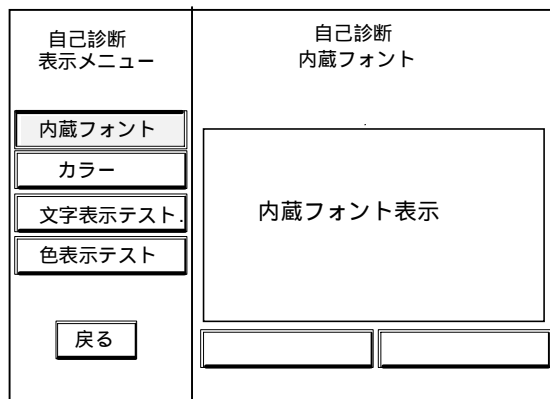 自己診断
表示メニュー
内蔵フォント
カラー
文字表示テスト.
色表示テスト
戻る
自己診断
内蔵フォント
内蔵フォント表示